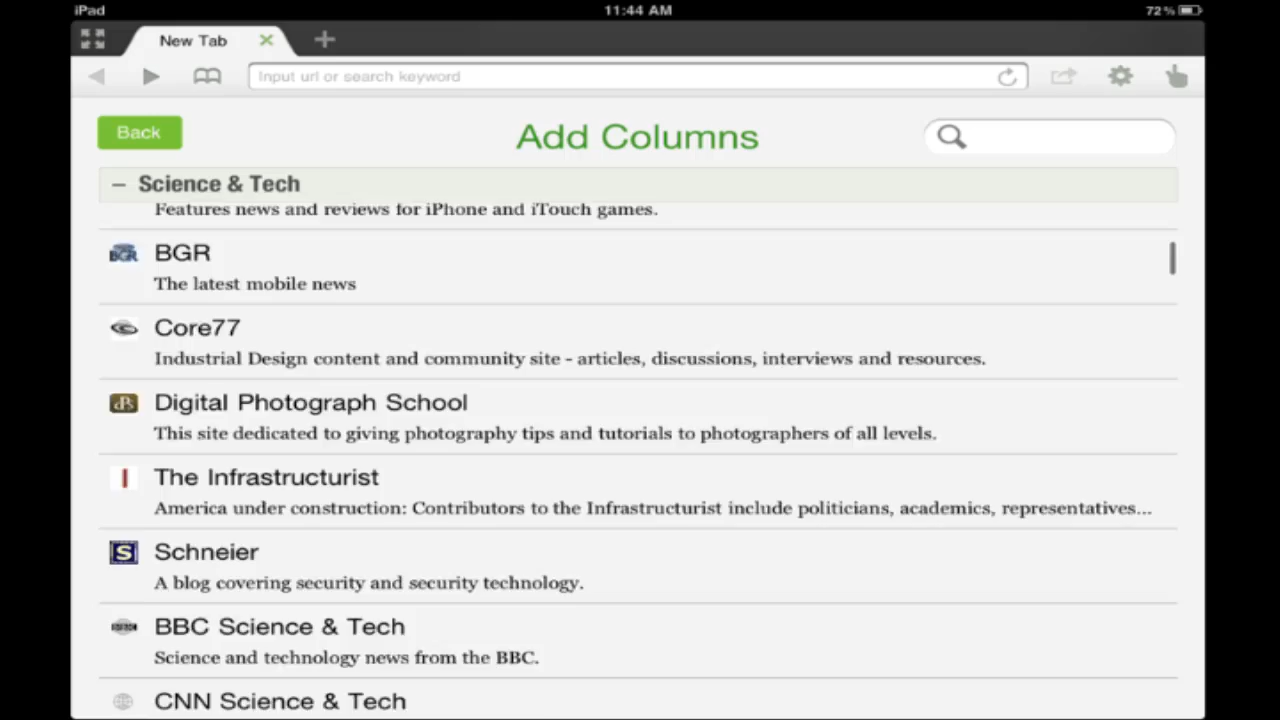 iPad 11:44 AM 72%
New Tab
Input url or search keyword
Back Add Columns
– Science & Tech
Features news and reviews for iPhone and iTouch games.
BGR
The latest mobile news
Core77
Industrial Design content and community site - articles, discussions, interviews and resources.
Digital Photograph School
This site dedicated to giving photography tips and tutorials to photographers of all levels.
The Infrastructurist
America under construction: Contributors to the Infrastructurist include politicians, academics, representatives...
Schneier
A blog covering security and security technology.
BBC Science & Tech
Science and technology news from the BBC.
CNN Science & Tech